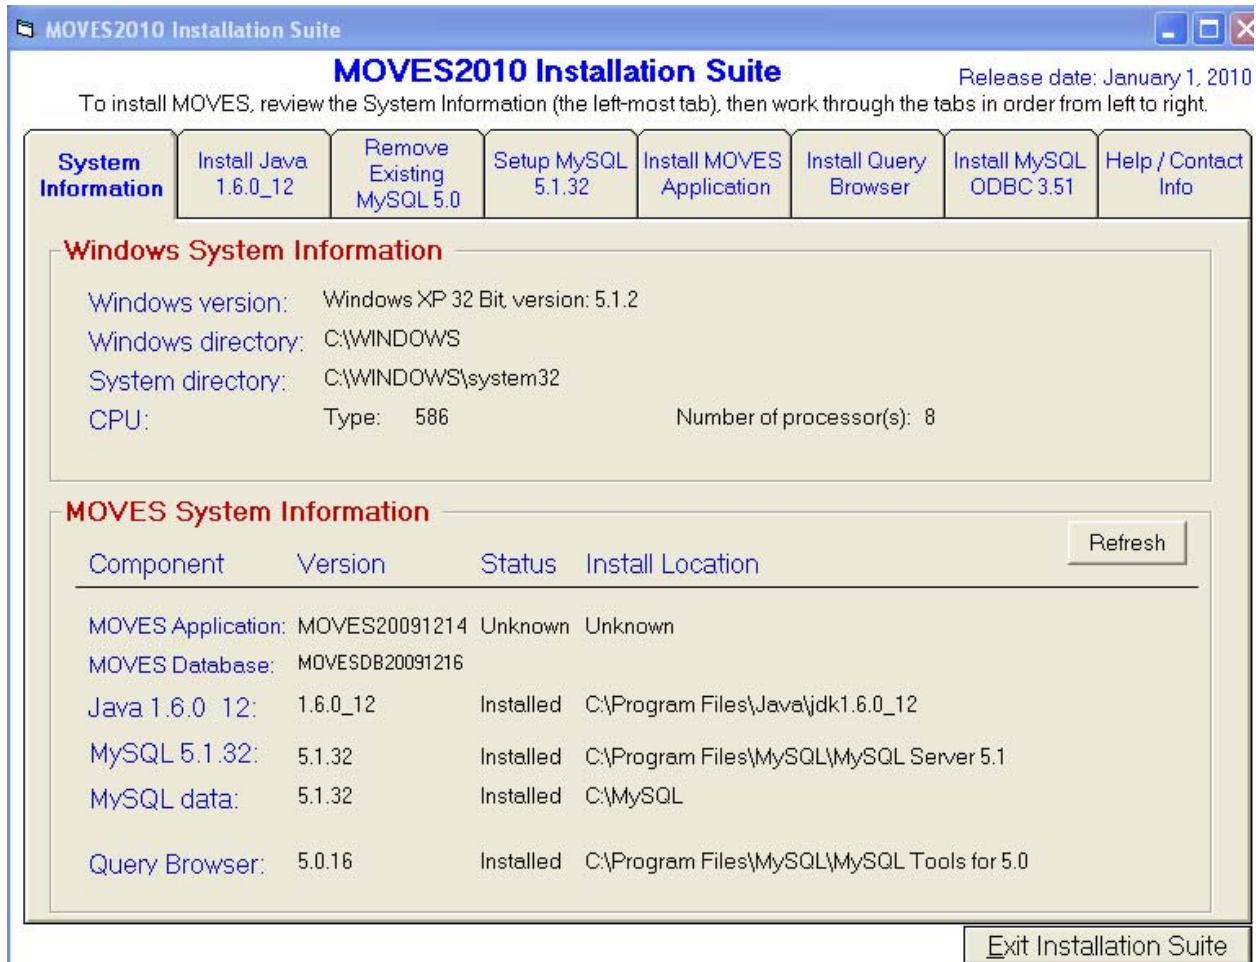 MOVES2010 Installation Suite
MOVES2010 Installation Suite
Release date: January 1, 2010
To install MOVES, review the System Information (the left-most tab), then work through the tabs in order from left to right.
System Information
Install Java 1.6.0_12
Remove Existing MySQL 5.0
Setup MySQL 5.1.32
Install MOVES Application
Install Query Browser
Install MySQL ODBC 3.51
Help / Contact Info
Windows System Information
Windows version: Windows XP 32 Bit, version: 5.1.2
Windows directory: C:\WINDOWS
System directory: C:\WINDOWS\system32
CPU: Type: 586 Number of processor(s): 8
MOVES System Information
Refresh
Component Version Status Install Location
MOVES Application: MOVES20091214 Unknown Unknown
MOVES Database: MOVESDB20091216
Java 1.6.0 12: 1.6.0_12 Installed C:\Program Files\Java\jdk1.6.0_12
MySQL 5.1.32: 5.1.32 Installed C:\Program Files\MySQL\MySQL Server 5.1
MySQL data: 5.1.32 Installed C:\MySQL
Query Browser: 5.0.16 Installed C:\Program Files\MySQL\MySQL Tools for 5.0
Exit Installation Suite